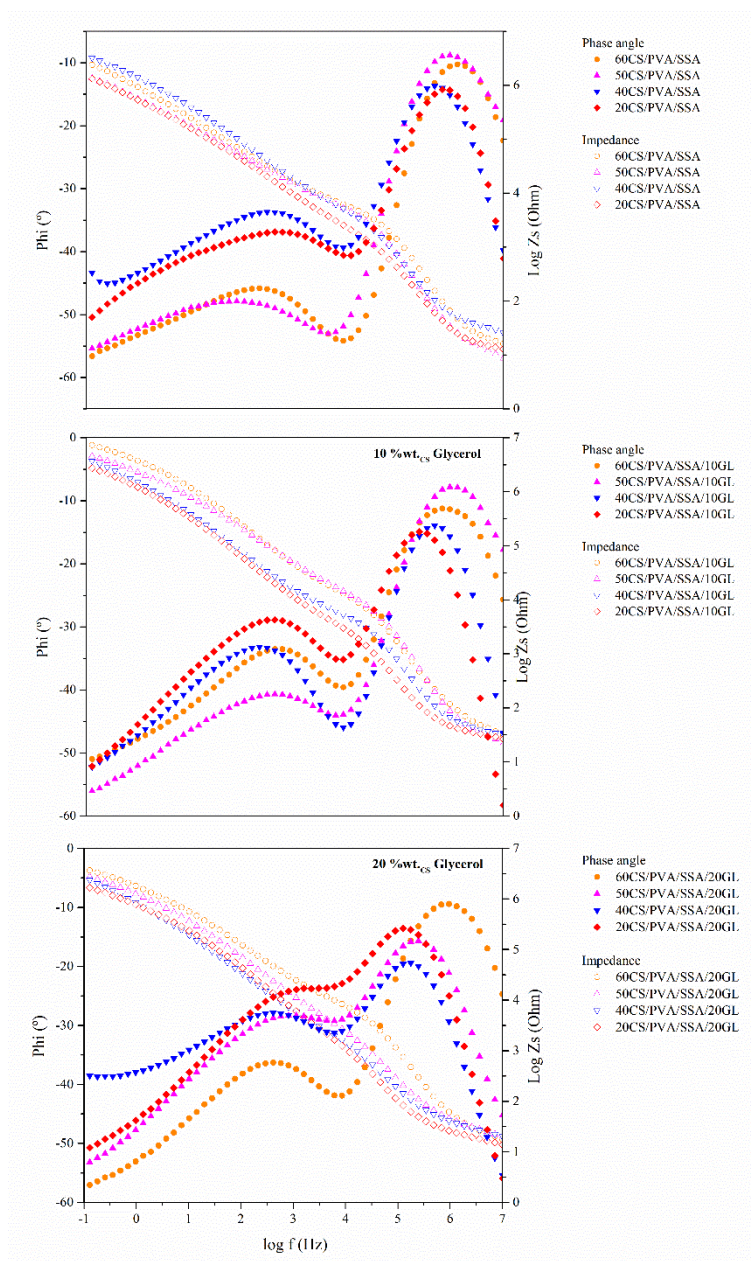 Phase angle
60CS/PVA/SSA
50CS/PVA/SSA
40CS/PVA/SSA
20CS/PVA/SSA
Impedance
60CS/PVA/SSA
50CS/PVA/SSA
40CS/PVA/SSA
20CS/PVA/SSA
-10
-20
-30
-40
-50
-60
Phi (º)
6
4
2
0
Log Zs (Ohm)
10 %wt.CS Glycerol
Phase angle
60CS/PVA/SSA/10GL
50CS/PVA/SSA/10GL
40CS/PVA/SSA/10GL
20CS/PVA/SSA/10GL
Impedance
60CS/PVA/SSA/10GL
50CS/PVA/SSA/10GL
40CS/PVA/SSA/10GL
20CS/PVA/SSA/10GL
0
-10
-20
-30
-40
-50
-60
Phi (º)
7
6
5
4
3
2
1
0
Log Zs (Ohm)
20 %wt.CS Glycerol
Phase angle
60CS/PVA/SSA/20GL
50CS/PVA/SSA/20GL
40CS/PVA/SSA/20GL
20CS/PVA/SSA/20GL
Impedance
60CS/PVA/SSA/20GL
50CS/PVA/SSA/20GL
40CS/PVA/SSA/20GL
20CS/PVA/SSA/20GL
0
-10
-20
-30
-40
-50
-60
Phi (º)
7
6
5
4
3
2
1
0
Log Zs (Ohm)
-1 0 1 2 3 4 5 6 7
log f (Hz)